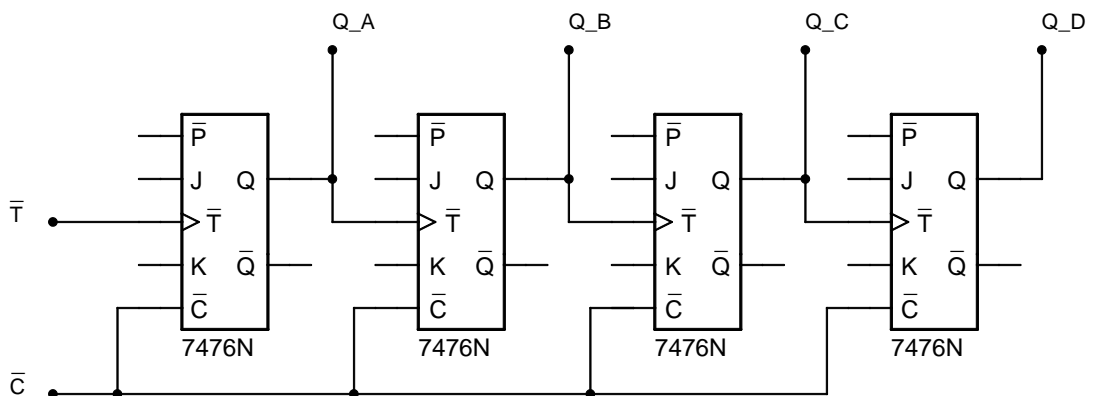 Q_A Q_B Q_C Q_D
P̅ P̅ P̅ P̅
J Q J Q J Q J Q
T̅ T̅ T̅ T̅ T̅
K Q̅ K Q̅ K Q̅ K Q̅
C̅ C̅ C̅ C̅
7476N 7476N 7476N 7476N
C̅